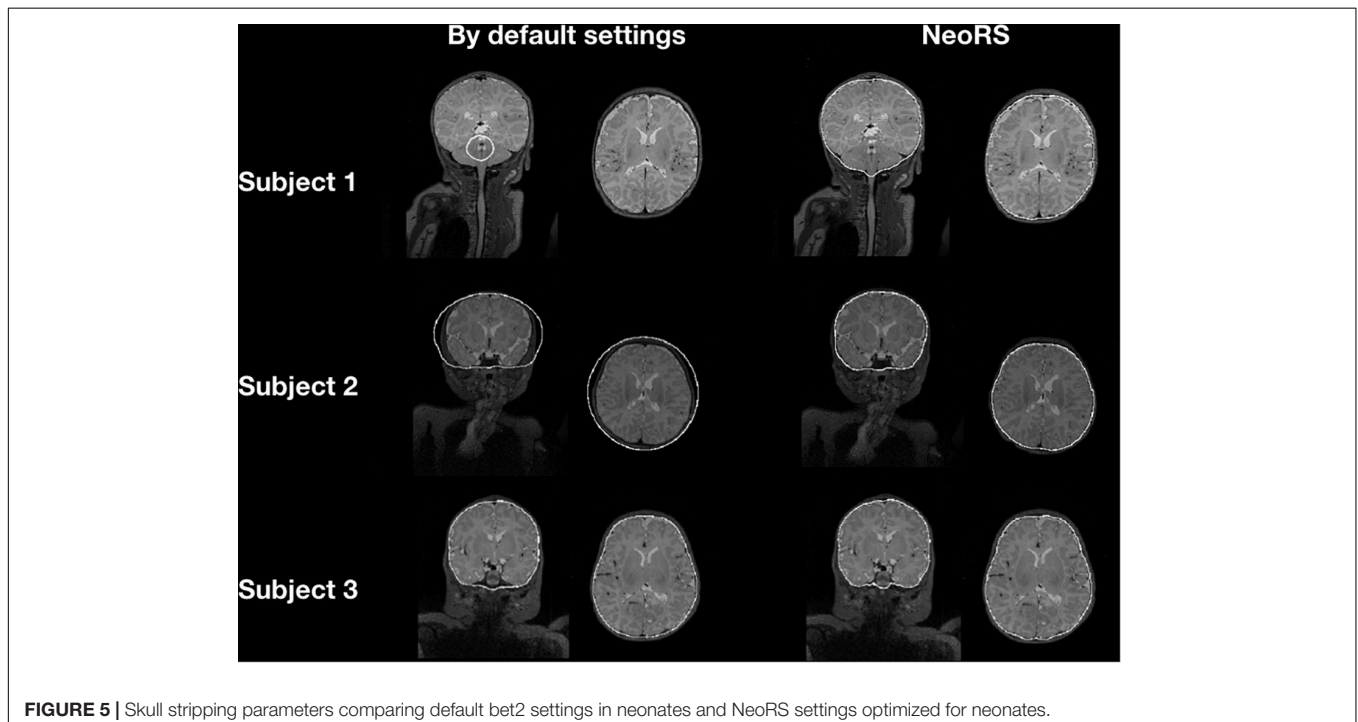 By default settings
NeoRS
Subject 1
Subject 2
Subject 3
FIGURE 5 | Skull stripping parameters comparing default bet2 settings in neonates and NeoRS settings optimized for neonates.